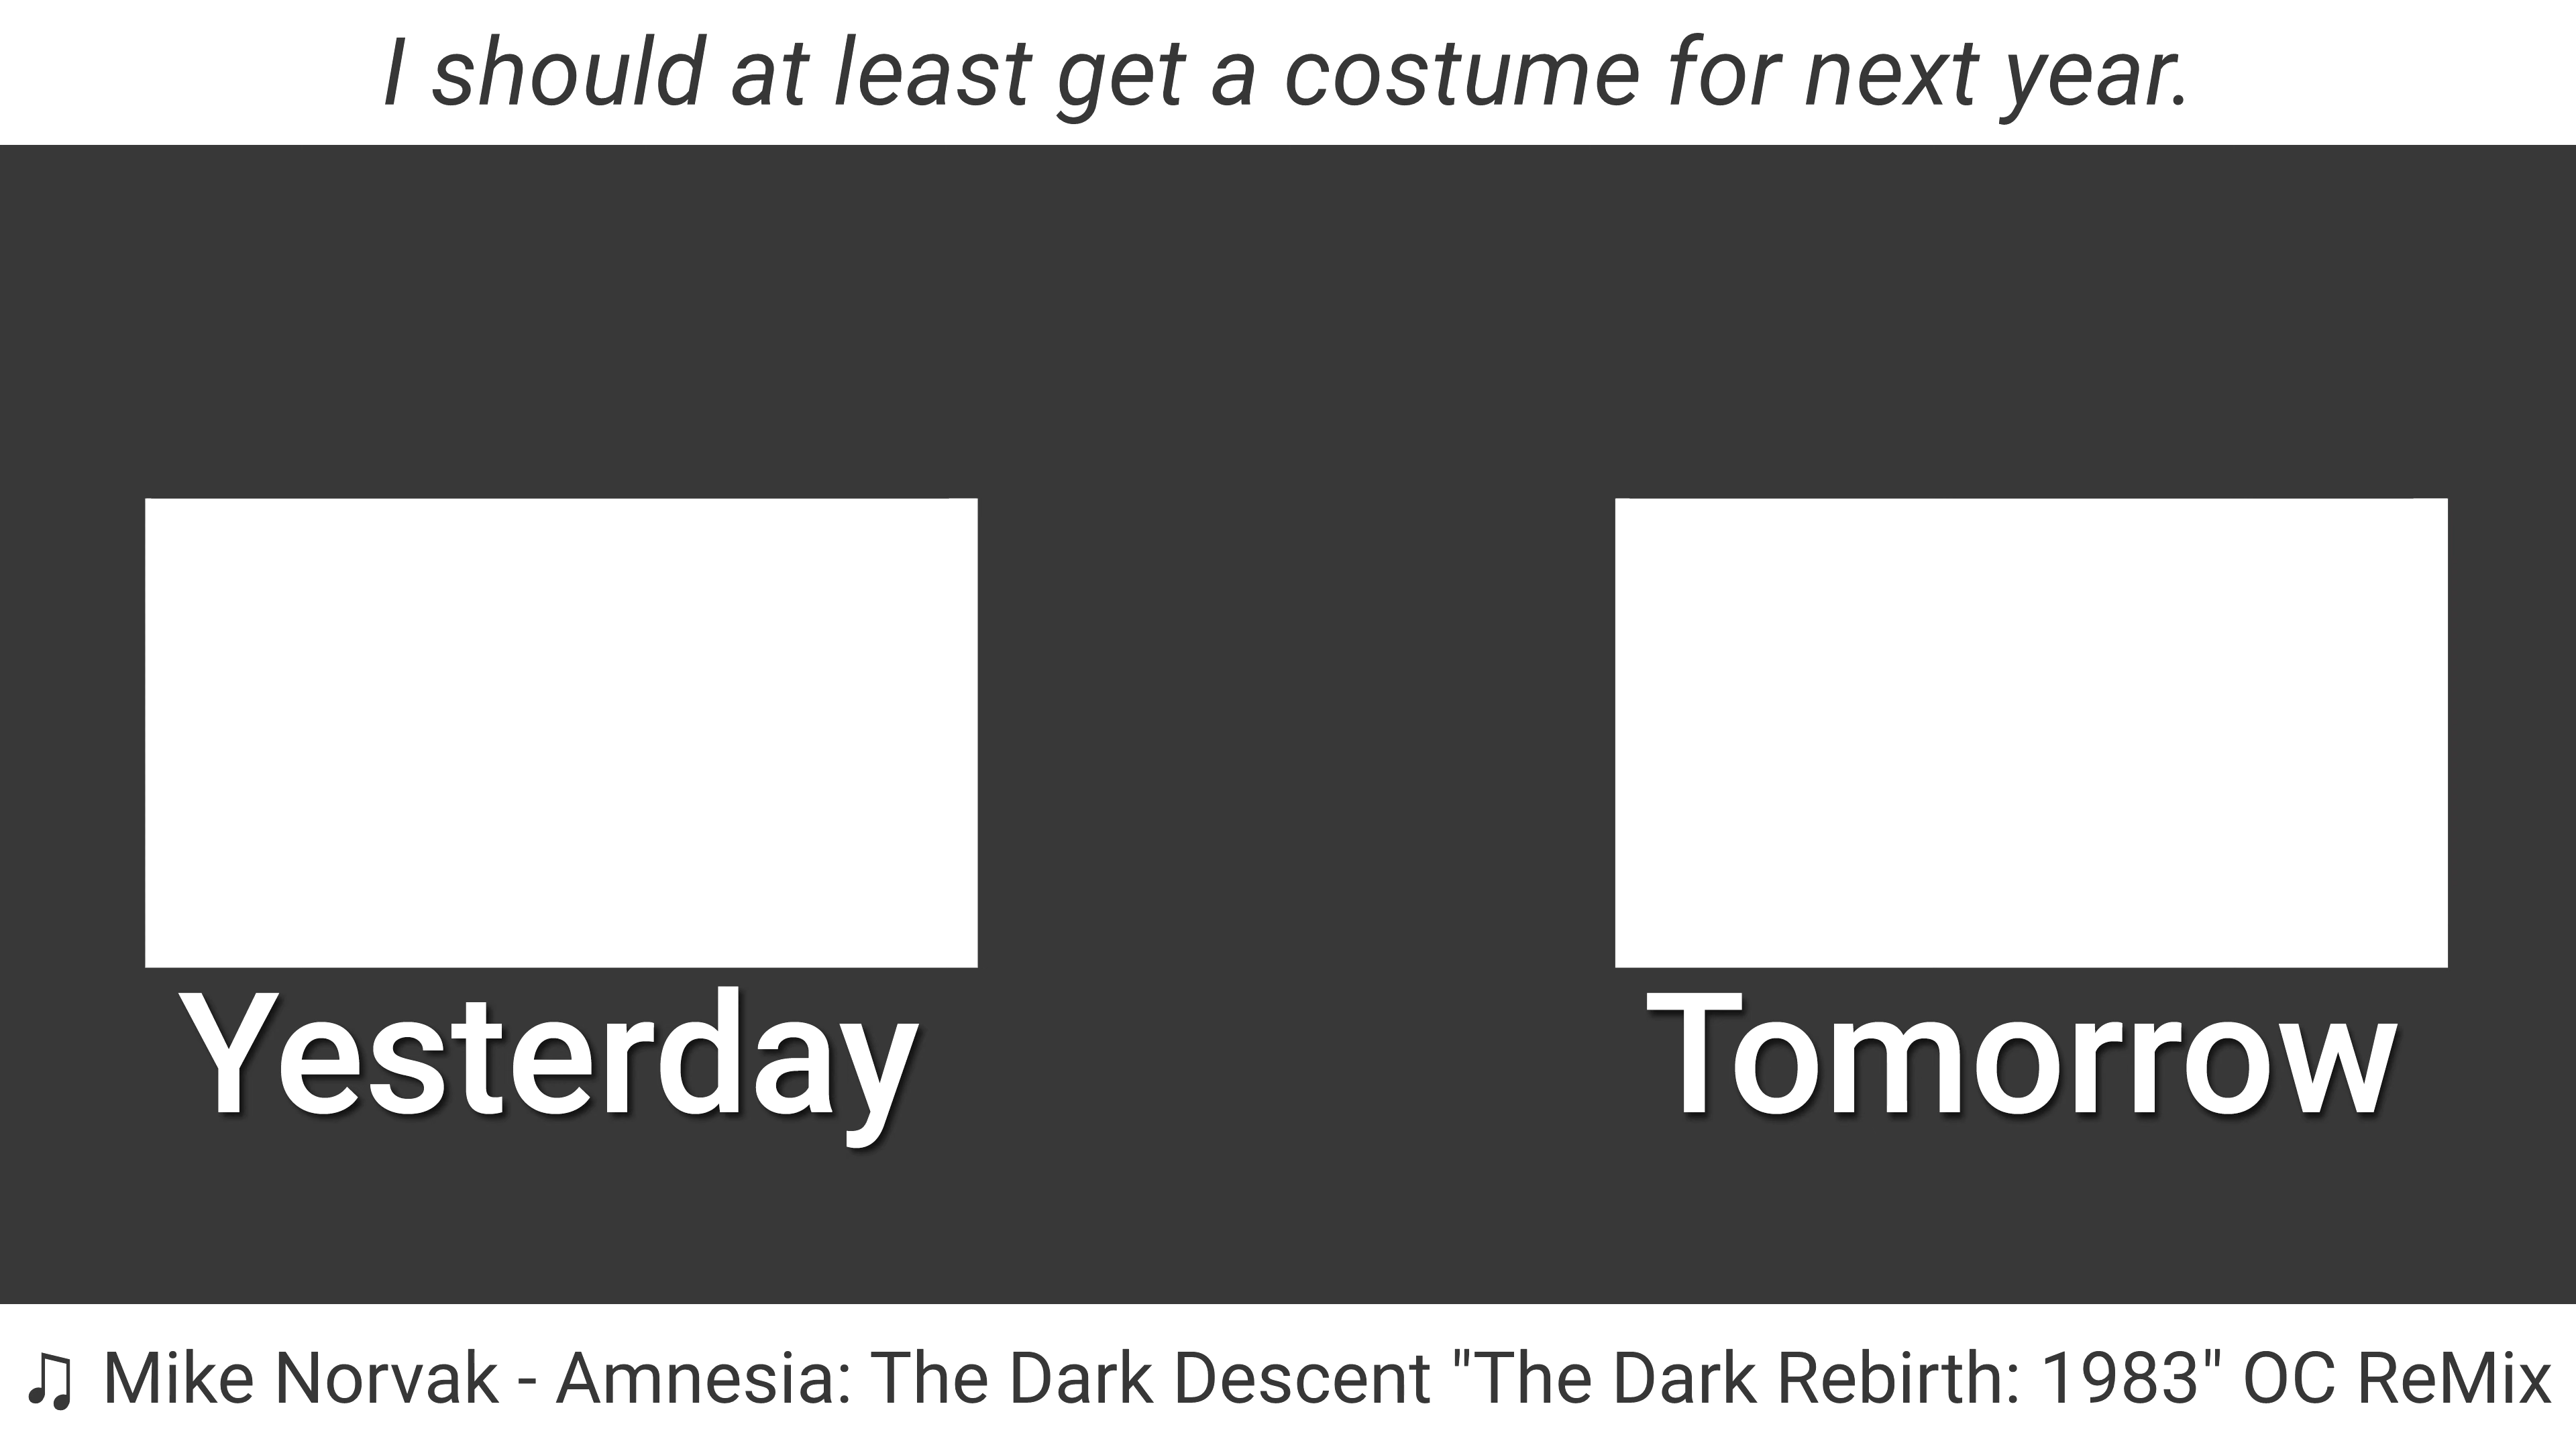 I should at least get a costume for next year.
Yesterday
Tomorrow
♫ Mike Norvak - Amnesia: The Dark Descent "The Dark Rebirth: 1983" OC ReMix